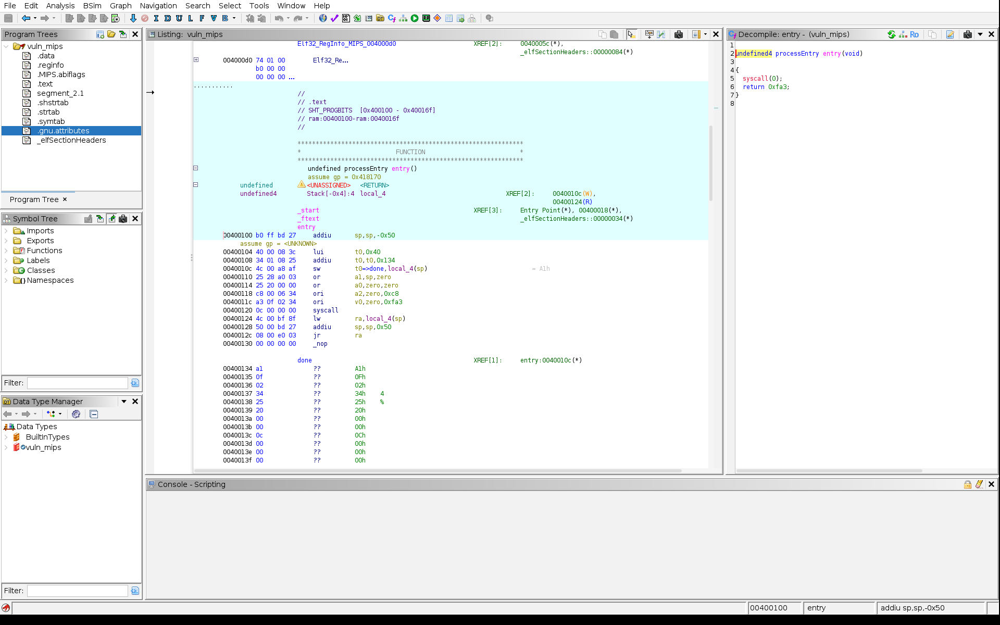 File Edit Analysis BSim Graph Navigation Search Select Tools Window Help
I D U L F V B
Program Trees
vuln_mips
.data
.reginfo
.MIPS.abiflags
.text
segment_2.1
.shstrtab
.strtab
.symtab
.gnu.attributes
_elfSectionHeaders
Program Tree ×
Symbol Tree
Imports
Exports
Functions
Labels
Classes
Namespaces
Filter:
Data Type Manager
Data Types
BuiltInTypes
vuln_mips
Filter:
Listing: vuln_mips
Elf32_RegInfo_MIPS_004000d0 XREF[2]: 0040005c(*),
_elfSectionHeaders::00000084(*)
004000d0 74 01 00 Elf32_Re...
b0 00 00
00 00 00 ...
...........
//
// .text
// SHT_PROGBITS [0x400100 - 0x40016f]
// ram:00400100-ram:0040016f
//
**************************************************************
* FUNCTION *
**************************************************************
undefined processEntry entry()
assume gp = 0x418170
undefined <UNASSIGNED> <RETURN>
undefined4 Stack[-0x4]:4 local_4 XREF[2]: 0040010c(W),
00400124(R)
_start XREF[3]: Entry Point(*), 00400018(*),
_ftext _elfSectionHeaders::00000034(*)
entry
00400100 b0 ff bd 27 addiu sp,sp,-0x50
assume gp = <UNKNOWN>
00400104 40 00 08 3c lui t0,0x40
00400108 34 01 08 25 addiu t0,t0,0x134
0040010c 4c 00 a8 af sw t0=>done,local_4(sp) = A1h
00400110 25 28 a0 03 or a1,sp,zero
00400114 25 20 00 00 or a0,zero,zero
00400118 c8 00 06 34 ori a2,zero,0xc8
0040011c a3 0f 02 34 ori v0,zero,0xfa3
00400120 0c 00 00 00 syscall
00400124 4c 00 bf 8f lw ra,local_4(sp)
00400128 50 00 bd 27 addiu sp,sp,0x50
0040012c 08 00 e0 03 jr ra
00400130 00 00 00 00 _nop
done XREF[1]: entry:0040010c(*)
00400134 a1 ?? A1h
00400135 0f ?? 0Fh
00400136 02 ?? 02h
00400137 34 ?? 34h 4
00400138 25 ?? 25h %
00400139 20 ?? 20h
0040013a 00 ?? 00h
0040013b 00 ?? 00h
0040013c 0c ?? 0Ch
0040013d 00 ?? 00h
0040013e 00 ?? 00h
0040013f 00 ?? 00h
Decompile: entry - (vuln_mips)
Ro
1
2 undefined4 processEntry entry(void)
3
4 {
5 syscall(0);
6 return 0xfa3;
7 }
8
Console - Scripting
00400100 entry addiu sp,sp,-0x50